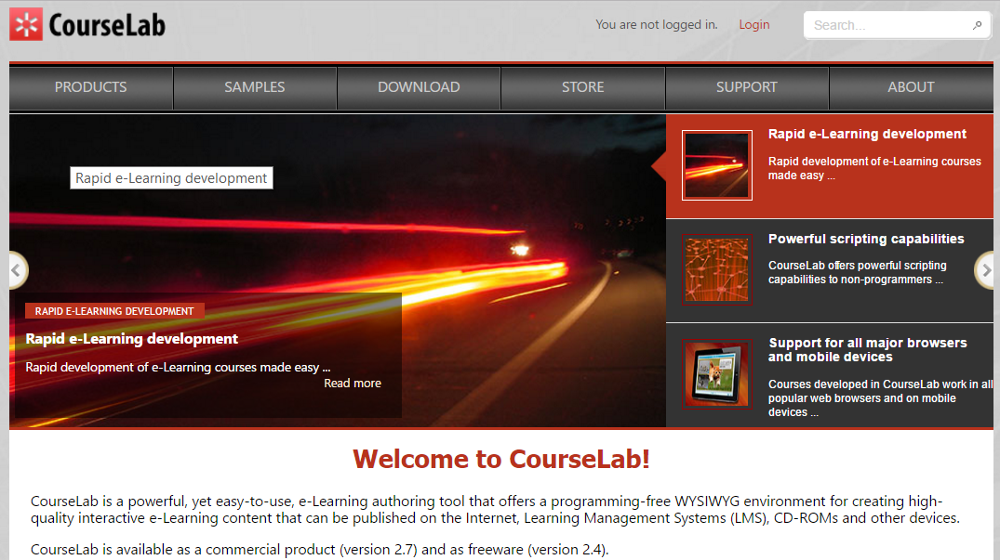 CourseLab
You are not logged in. Login
Search...
PRODUCTS SAMPLES DOWNLOAD STORE SUPPORT ABOUT
Rapid e-Learning development
RAPID E-LEARNING DEVELOPMENT
Rapid e-Learning development
Rapid development of e-Learning courses made easy ...
Read more
Rapid e-Learning development
Rapid development of e-Learning courses
made easy ...
Powerful scripting capabilities
CourseLab offers powerful scripting
capabilities to non-programmers ...
Support for all major browsers
and mobile devices
Courses developed in CourseLab work in all
popular web browsers and on mobile
devices ...
Welcome to CourseLab!
CourseLab is a powerful, yet easy-to-use, e-Learning authoring tool that offers a programming-free WYSIWYG environment for creating high-
quality interactive e-Learning content that can be published on the Internet, Learning Management Systems (LMS), CD-ROMs and other devices.
CourseLab is available as a commercial product (version 2.7) and as freeware (version 2.4).